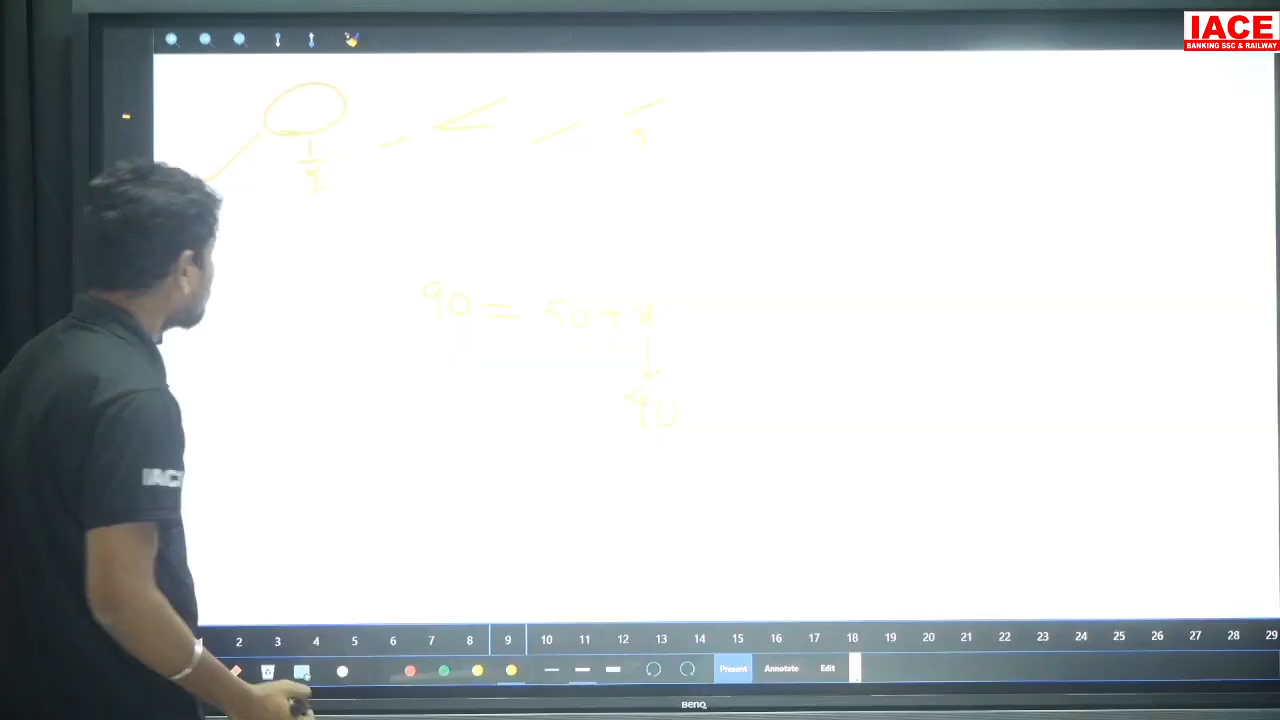 IACE
BANKING SSC & RAILWAY
90 = 50 + x
40
IACE
1 2 3 4 5 6 7 8 9 10 11 12 13 14 15 16 17 18 19 20 21 22 23 24 25 26 27 28 29
Present Annotate Edit
BenQ